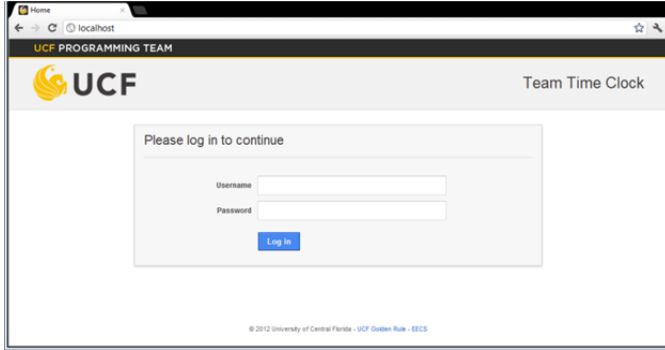 Home
localhost
UCF PROGRAMMING TEAM
UCF
Team Time Clock
Please log in to continue
Username
Password
Log in
© 2012 University of Central Florida - UCF Golden Rule - EECS